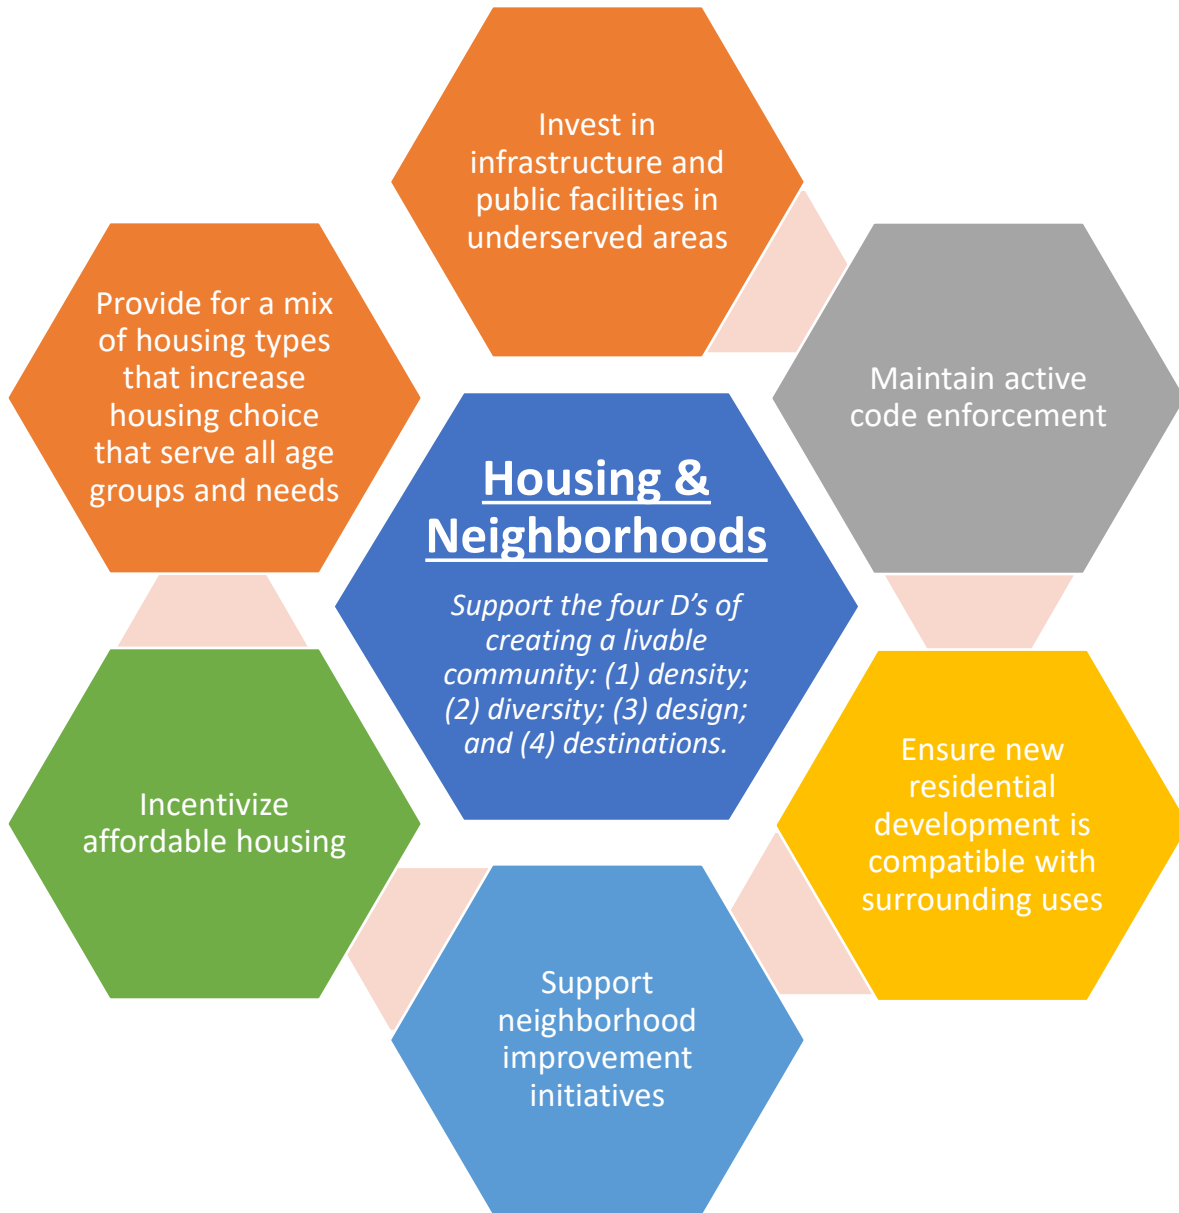 Invest in
infrastructure and
public facilities in
underserved areas
Provide for a mix
of housing types
that increase
housing choice
that serve all age
groups and needs
Maintain active
code enforcement
Housing &
Neighborhoods
Support the four D’s of
creating a livable
community: (1) density;
(2) diversity; (3) design;
and (4) destinations.
Incentivize
affordable housing
Ensure new
residential
development is
compatible with
surrounding uses
Support
neighborhood
improvement
initiatives